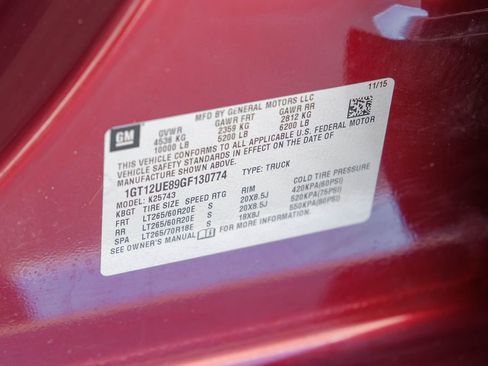 11/15
GM
MFD BY GENERAL MOTORS LLC
GVWR GAWR FRT GAWR RR
4536 KG 2359 KG 2812 KG
10000 LB 5200 LB 6200 LB
THIS VEHICLE CONFORMS TO ALL APPLICABLE U.S. FEDERAL MOTOR
VEHICLE SAFETY STANDARDS IN EFFECT ON THE DATE OF
MANUFACTURE SHOWN ABOVE.
1GT12UE89GF130774 TYPE: TRUCK
MODEL: K25743
KBGT TIRE SIZE SPEED RTG RIM COLD TIRE PRESSURE
FRT LT265/60R20E S 20X8.5J 420KPA(60PSI)
RR LT265/60R20E S 20X8.5J 520KPA(75PSI)
SPA LT265/70R18E S 18X8J 550KPA(80PSI)
SEE OWNER'S MANUAL FOR MORE INFORMATION.